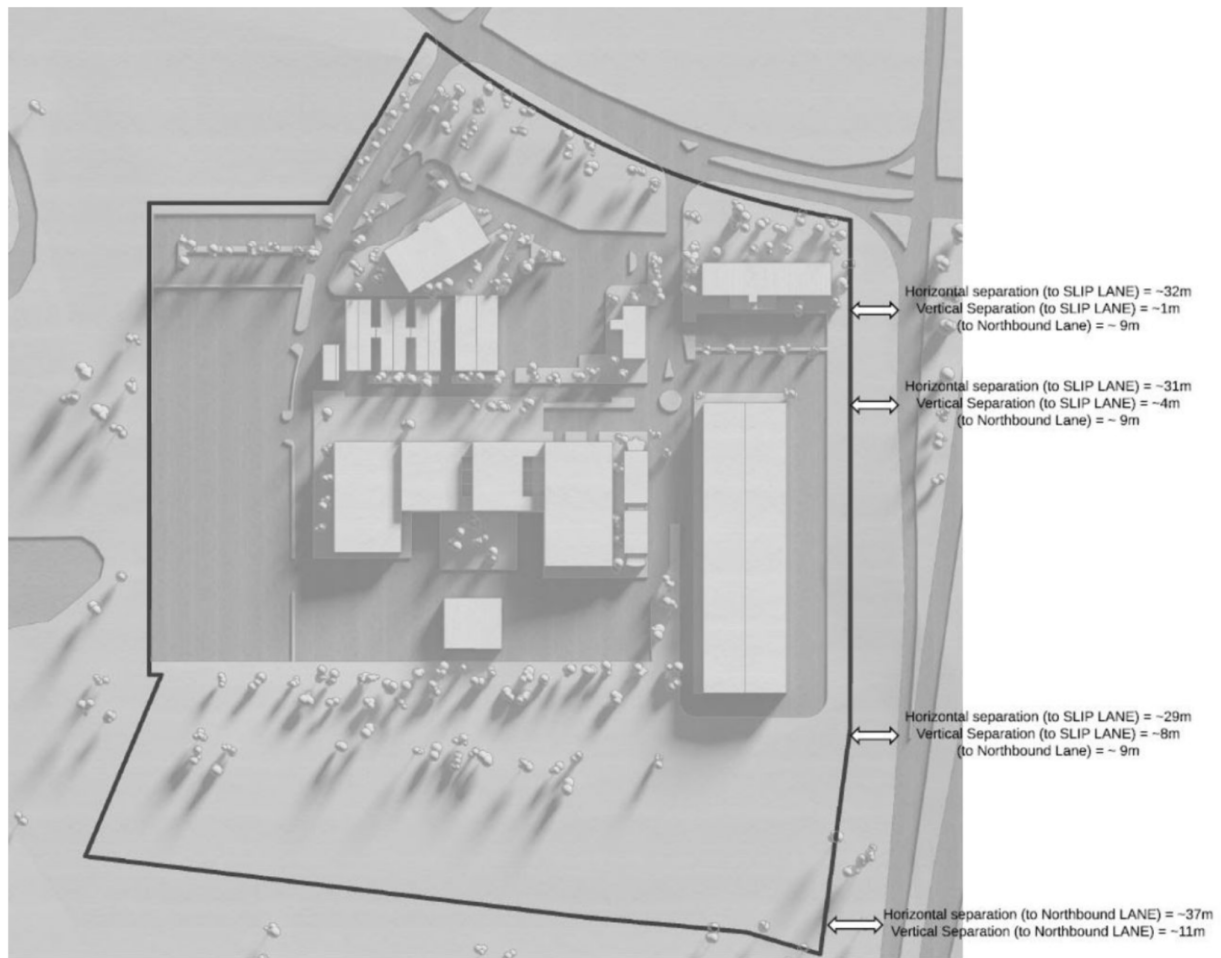 Horizontal separation (to SLIP LANE) = ~32m
Vertical Separation (to SLIP LANE) = ~1m
(to Northbound Lane) = ~ 9m
Horizontal separation (to SLIP LANE) = ~31m
Vertical Separation (to SLIP LANE) = ~4m
(to Northbound Lane) = ~ 9m
Horizontal separation (to SLIP LANE) = ~29m
Vertical Separation (to SLIP LANE) = ~8m
(to Northbound Lane) = ~ 9m
Horizontal separation (to Northbound LANE) = ~37m
Vertical Separation (to Northbound LANE) = ~11m